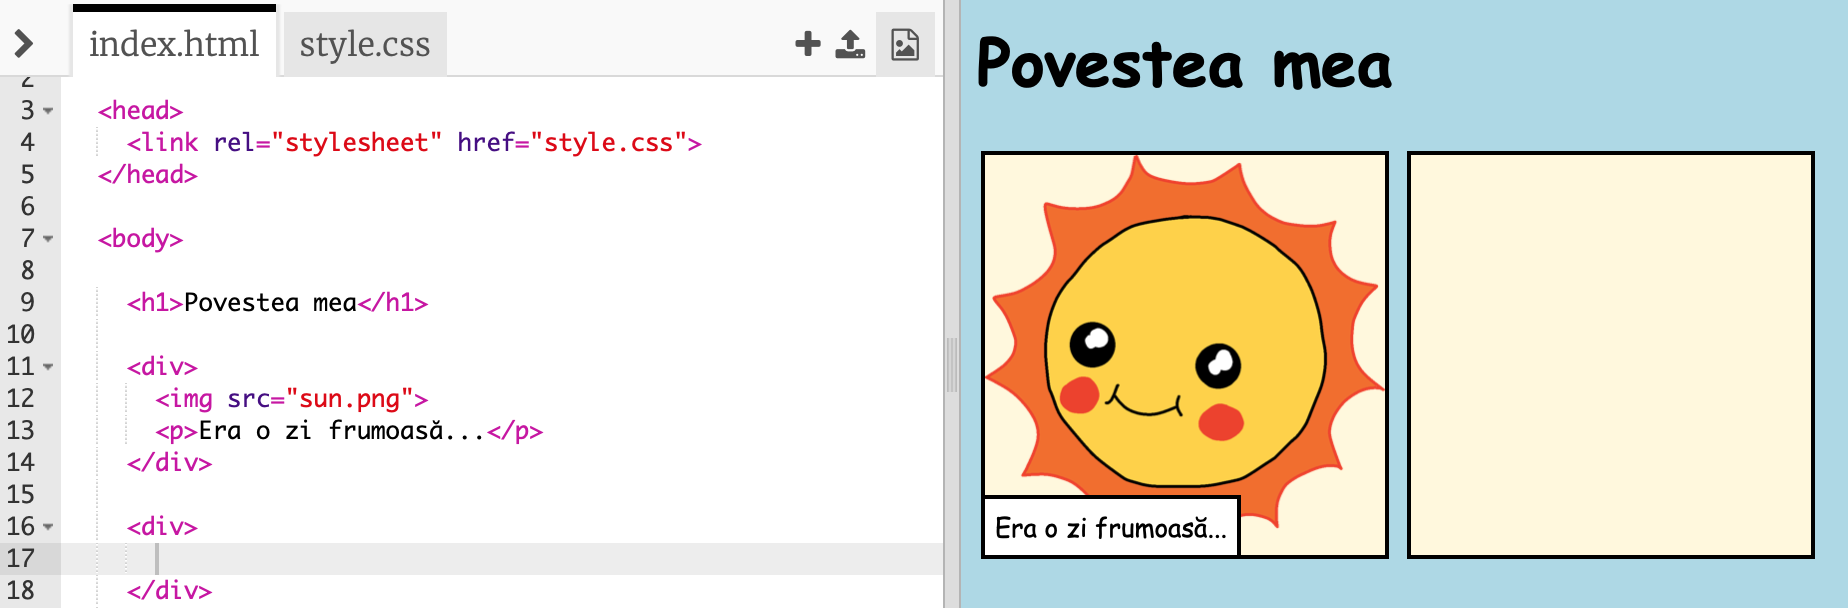 index.html style.css
2
3 <head>
4 <link rel="stylesheet" href="style.css">
5 </head>
6
7 <body>
8
9 <h1>Povestea mea</h1>
10
11 <div>
12 <img src="sun.png">
13 <p>Era o zi frumoasă...</p>
14 </div>
15
16 <div>
17
18 </div>
Povestea mea
Era o zi frumoasă...